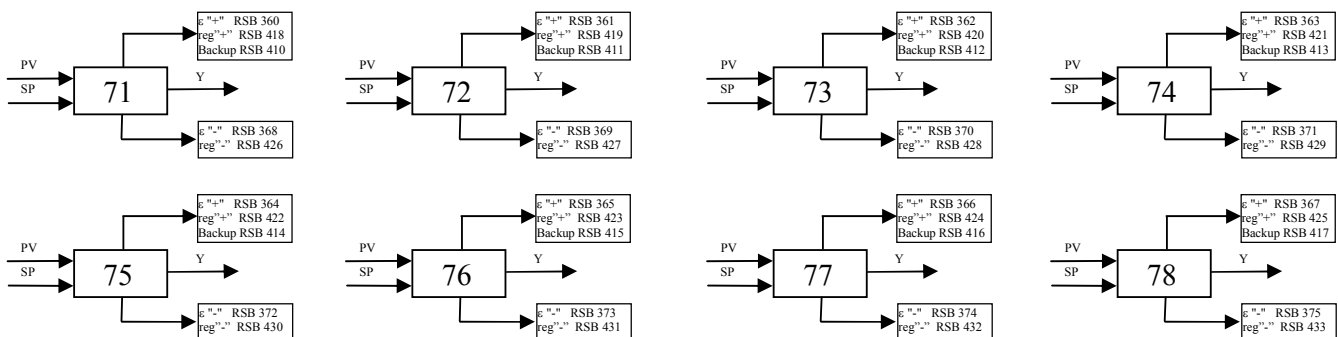 ε "+" RSB 360
reg”+” RSB 418
Backup RSB 410
PV
SP
71
Y
ε "-" RSB 368
reg”-” RSB 426
ε "+" RSB 361
reg”+” RSB 419
Backup RSB 411
PV
SP
72
Y
ε "-" RSB 369
reg”-” RSB 427
ε "+" RSB 362
reg”+” RSB 420
Backup RSB 412
PV
SP
73
Y
ε "-" RSB 370
reg”-” RSB 428
ε "+" RSB 363
reg”+” RSB 421
Backup RSB 413
PV
SP
74
Y
ε "-" RSB 371
reg”-” RSB 429
ε "+" RSB 364
reg”+” RSB 422
Backup RSB 414
PV
SP
75
Y
ε "-" RSB 372
reg”-” RSB 430
ε "+" RSB 365
reg”+” RSB 423
Backup RSB 415
PV
SP
76
Y
ε "-" RSB 373
reg”-” RSB 431
ε "+" RSB 366
reg”+” RSB 424
Backup RSB 416
PV
SP
77
Y
ε "-" RSB 374
reg”-” RSB 432
ε "+" RSB 367
reg”+” RSB 425
Backup RSB 417
PV
SP
78
Y
ε "-" RSB 375
reg”-” RSB 433